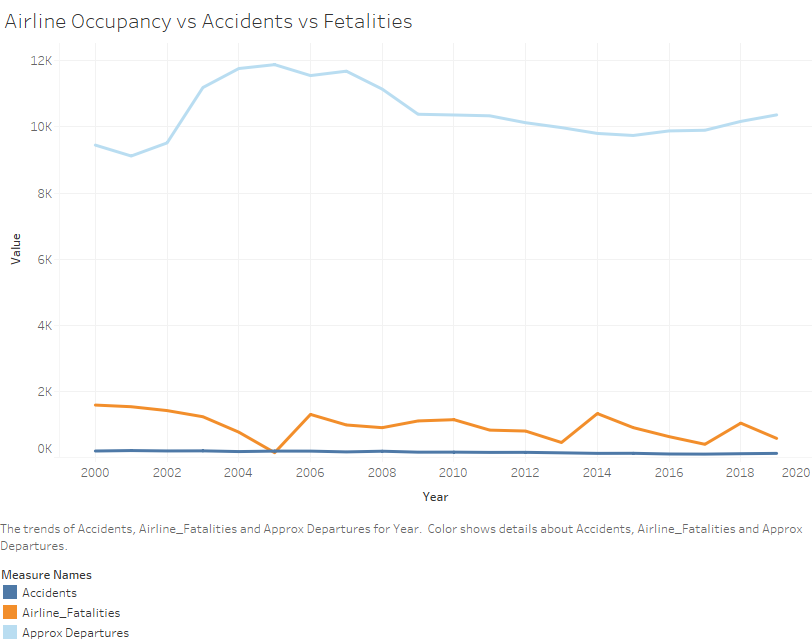 Airline Occupancy vs Accidents vs Fetalities
12K
10K
8K
6K
4K
2K
0K
Value
2000 2002 2004 2006 2008 2010 2012 2014 2016 2018 2020
Year
The trends of Accidents, Airline_Fatalities and Approx Departures for Year. Color shows details about Accidents, Airline_Fatalities and Approx
Departures.
Measure Names
Accidents
Airline_Fatalities
Approx Departures